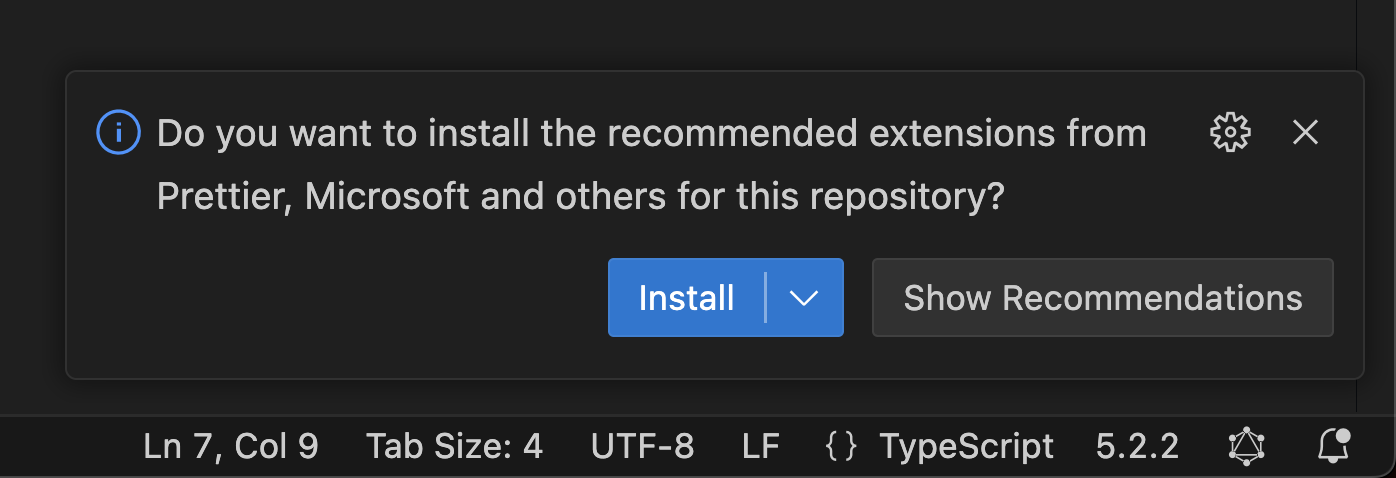 Do you want to install the recommended extensions from
Prettier, Microsoft and others for this repository?
Install
Show Recommendations
Ln 7, Col 9 Tab Size: 4 UTF-8 LF {} TypeScript 5.2.2